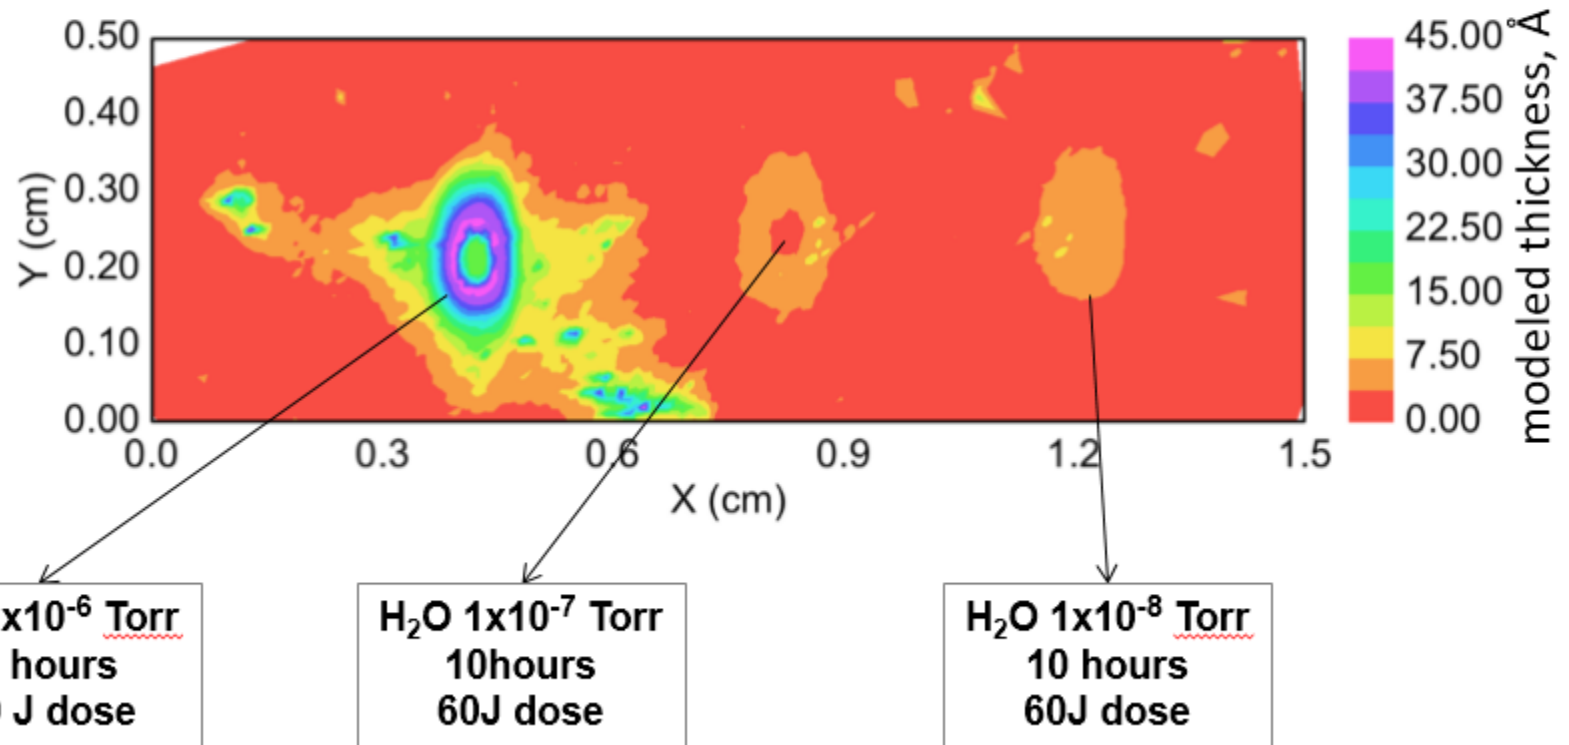 0.50
0.40
0.30
0.20
0.10
0.00
Y (cm)
0.0 0.3 0.6 0.9 1.2 1.5
X (cm)
45.00
37.50
30.00
22.50
15.00
7.50
0.00
modeled thickness, Å
x10⁻⁶ Torr
hours
J dose
H₂O 1x10⁻⁷ Torr
10hours
60J dose
H₂O 1x10⁻⁸ Torr
10 hours
60J dose